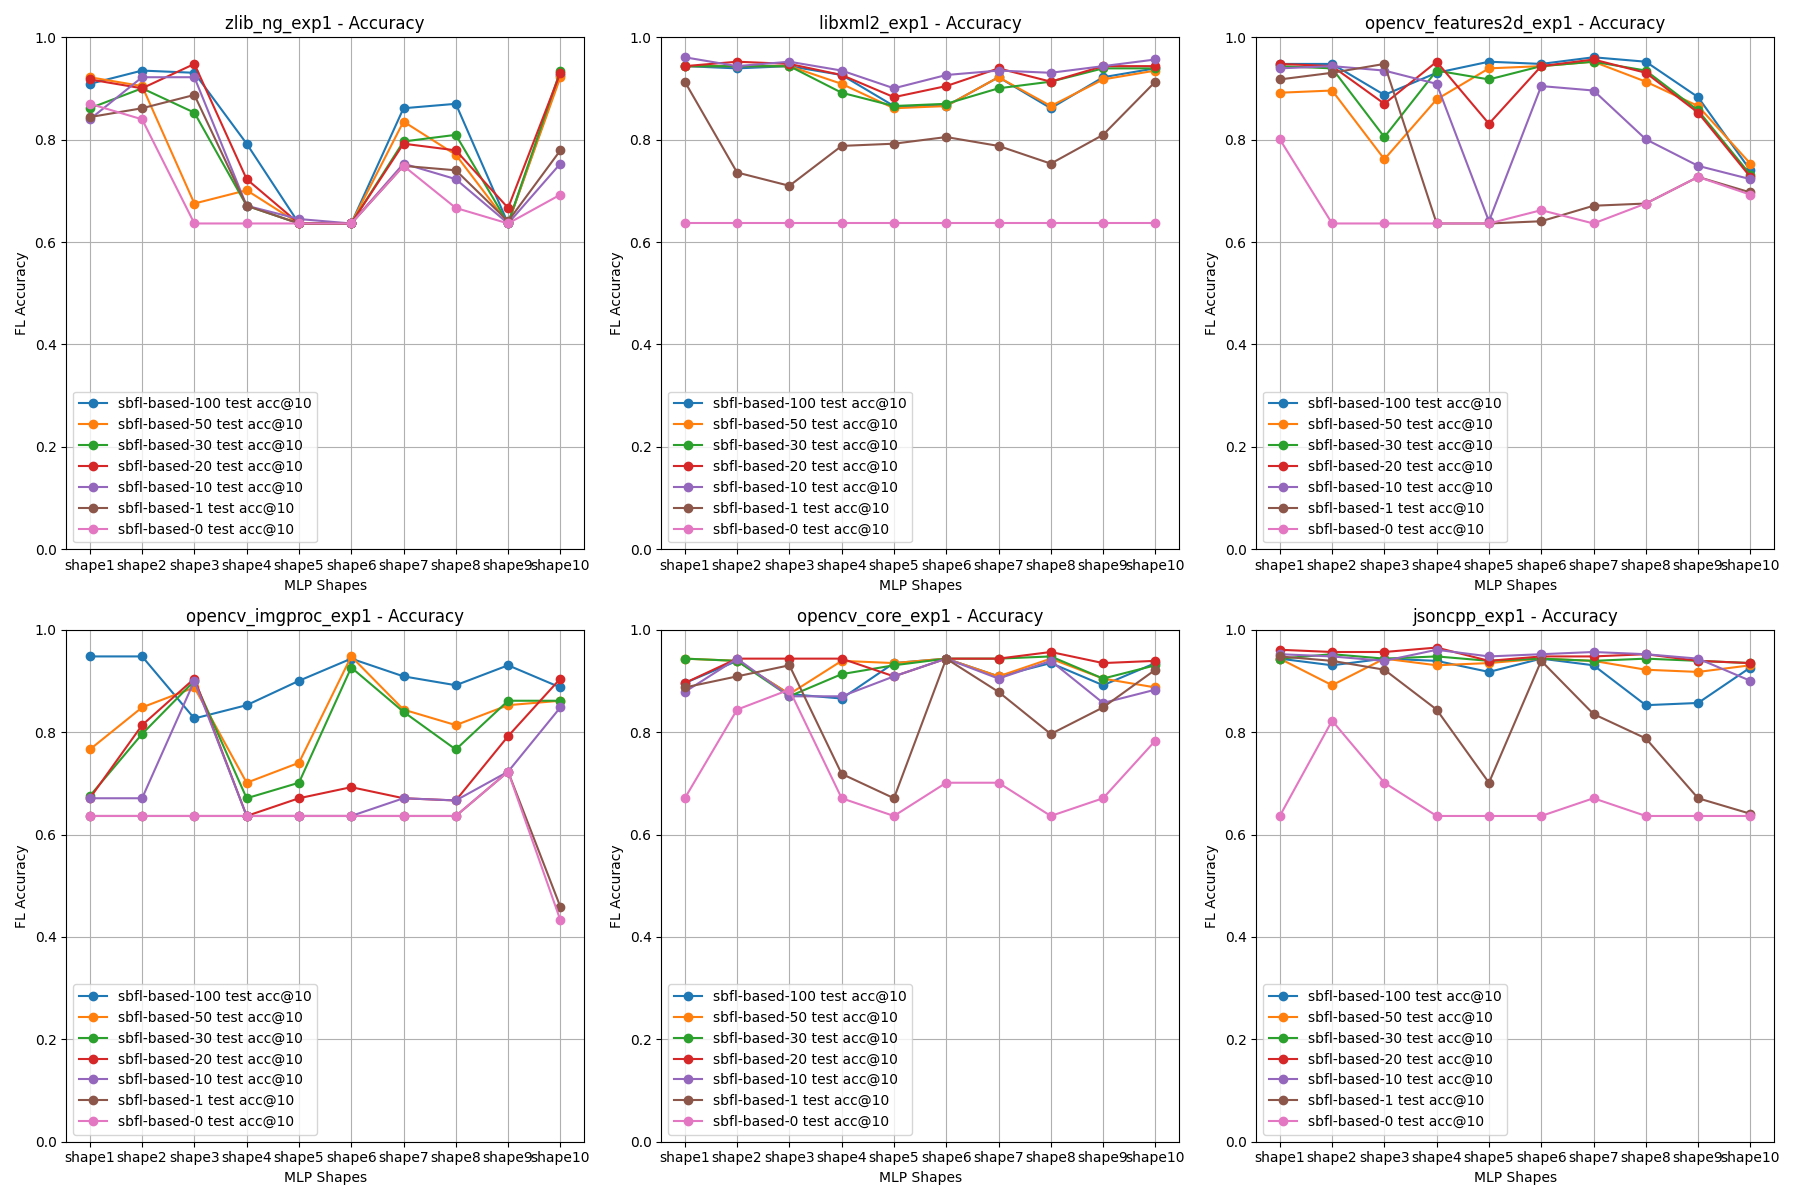 zlib_ng_exp1 - Accuracy
1.0
0.8
0.6
0.4
0.2
0.0
FL Accuracy
sbfl-based-100 test acc@10
sbfl-based-50 test acc@10
sbfl-based-30 test acc@10
sbfl-based-20 test acc@10
sbfl-based-10 test acc@10
sbfl-based-1 test acc@10
sbfl-based-0 test acc@10
shape1 shape2 shape3 shape4 shape5 shape6 shape7 shape8 shape9 shape10
MLP Shapes
libxml2_exp1 - Accuracy
1.0
0.8
0.6
0.4
0.2
0.0
FL Accuracy
sbfl-based-100 test acc@10
sbfl-based-50 test acc@10
sbfl-based-30 test acc@10
sbfl-based-20 test acc@10
sbfl-based-10 test acc@10
sbfl-based-1 test acc@10
sbfl-based-0 test acc@10
shape1 shape2 shape3 shape4 shape5 shape6 shape7 shape8 shape9 shape10
MLP Shapes
opencv_features2d_exp1 - Accuracy
1.0
0.8
0.6
0.4
0.2
0.0
FL Accuracy
sbfl-based-100 test acc@10
sbfl-based-50 test acc@10
sbfl-based-30 test acc@10
sbfl-based-20 test acc@10
sbfl-based-10 test acc@10
sbfl-based-1 test acc@10
sbfl-based-0 test acc@10
shape1 shape2 shape3 shape4 shape5 shape6 shape7 shape8 shape9 shape10
MLP Shapes
opencv_imgproc_exp1 - Accuracy
1.0
0.8
0.6
0.4
0.2
0.0
FL Accuracy
sbfl-based-100 test acc@10
sbfl-based-50 test acc@10
sbfl-based-30 test acc@10
sbfl-based-20 test acc@10
sbfl-based-10 test acc@10
sbfl-based-1 test acc@10
sbfl-based-0 test acc@10
shape1 shape2 shape3 shape4 shape5 shape6 shape7 shape8 shape9 shape10
MLP Shapes
opencv_core_exp1 - Accuracy
1.0
0.8
0.6
0.4
0.2
0.0
FL Accuracy
sbfl-based-100 test acc@10
sbfl-based-50 test acc@10
sbfl-based-30 test acc@10
sbfl-based-20 test acc@10
sbfl-based-10 test acc@10
sbfl-based-1 test acc@10
sbfl-based-0 test acc@10
shape1 shape2 shape3 shape4 shape5 shape6 shape7 shape8 shape9 shape10
MLP Shapes
jsoncpp_exp1 - Accuracy
1.0
0.8
0.6
0.4
0.2
0.0
FL Accuracy
sbfl-based-100 test acc@10
sbfl-based-50 test acc@10
sbfl-based-30 test acc@10
sbfl-based-20 test acc@10
sbfl-based-10 test acc@10
sbfl-based-1 test acc@10
sbfl-based-0 test acc@10
shape1 shape2 shape3 shape4 shape5 shape6 shape7 shape8 shape9 shape10
MLP Shapes